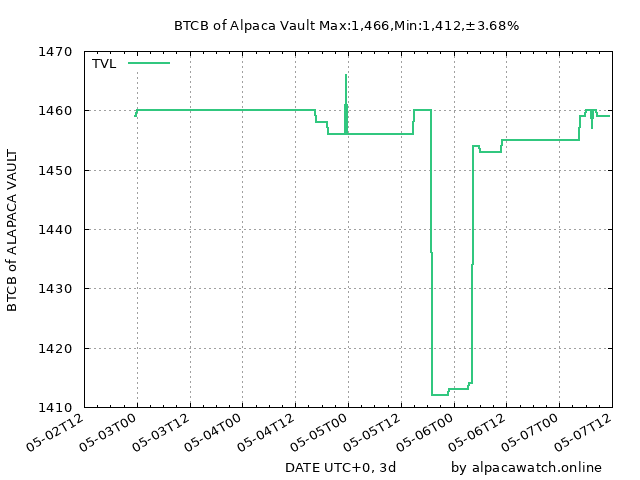 BTCB of Alpaca Vault Max:1,466,Min:1,412,±3.68%
TVL
1470
1460
1450
1440
1430
1420
1410
BTCB of ALAPACA VAULT
05-02T12
05-03T00
05-03T12
05-04T00
05-04T12
05-05T00
05-05T12
05-06T00
05-06T12
05-07T00
05-07T12
DATE UTC+0, 3d
by alpacawatch.online